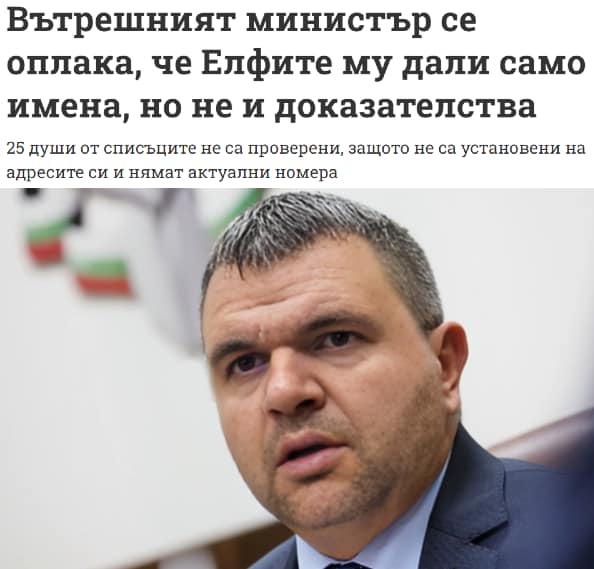 Вътрешният министър се
оплака, че Елфите му дали само
имена, но не и доказателства
25 души от списъците не са проверени, защото не са установени на
адресите си и нямат актуални номера